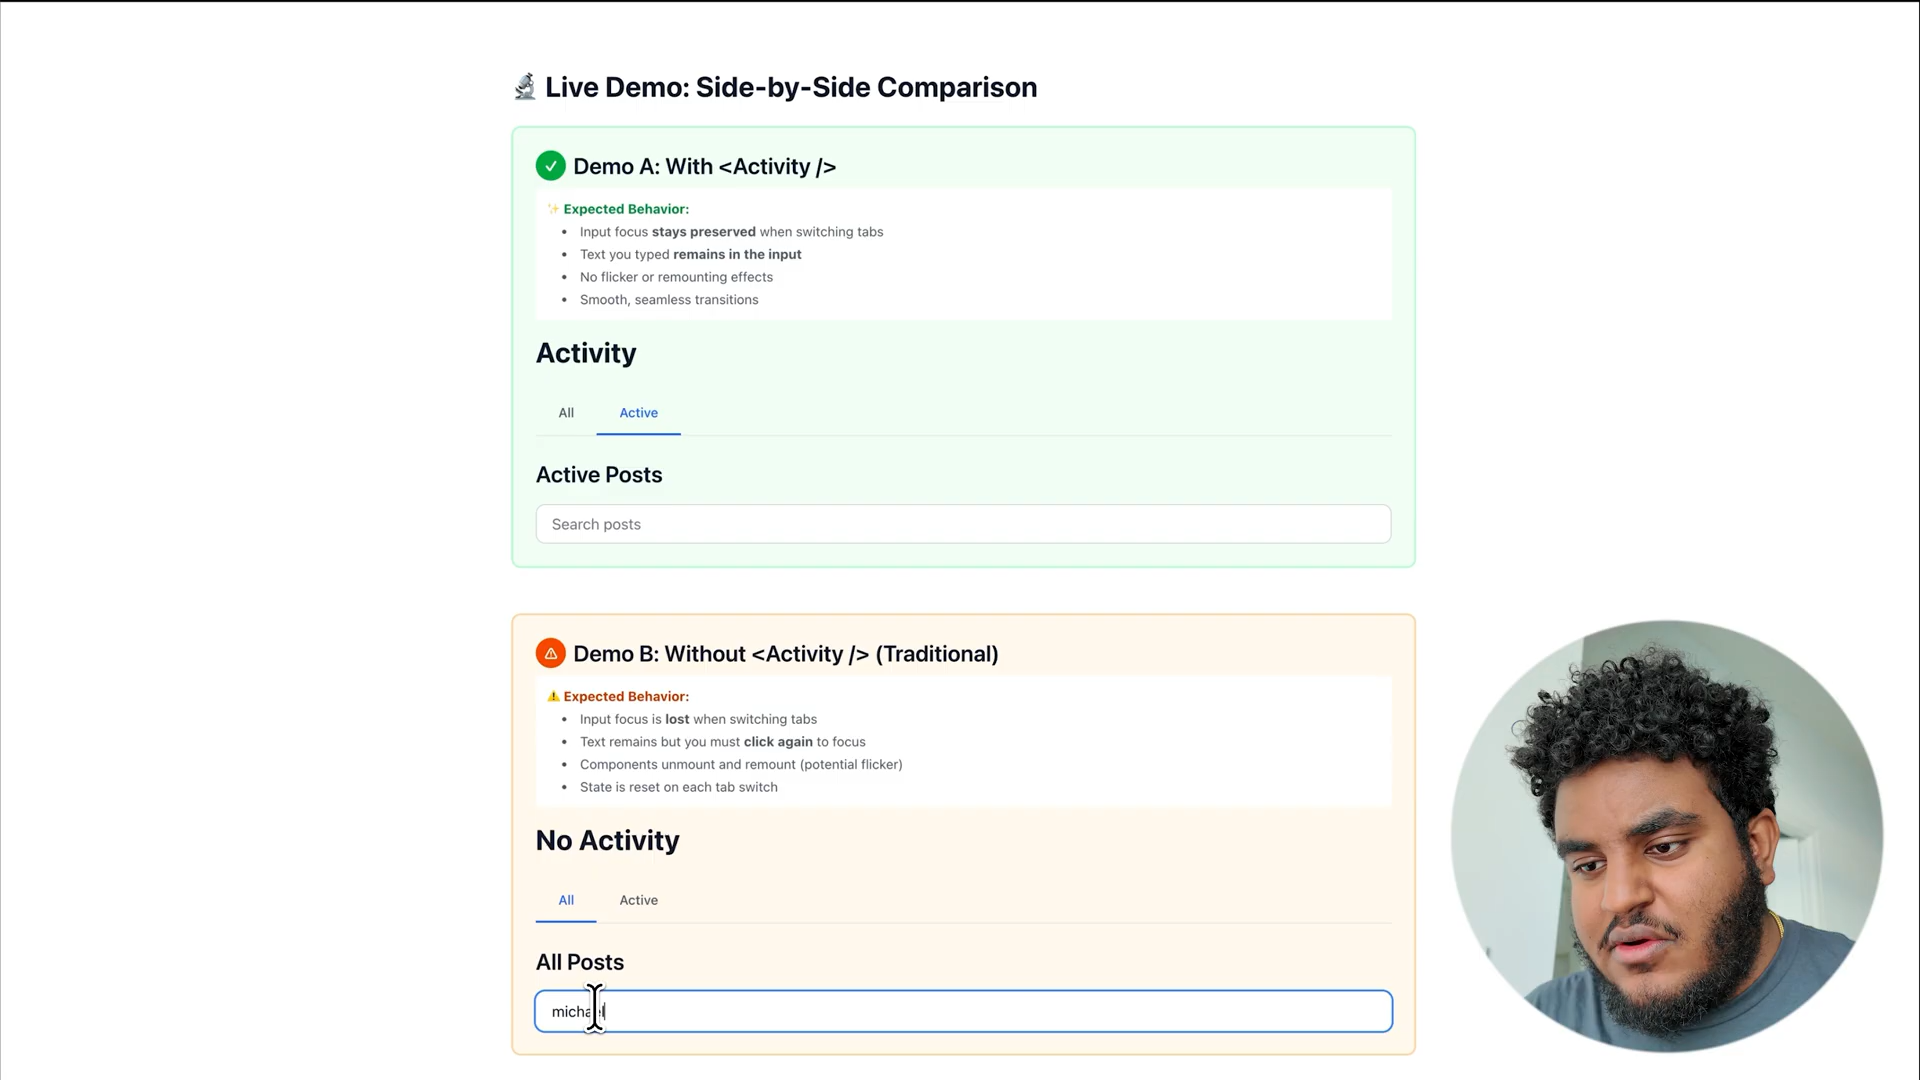 Live Demo: Side-by-Side Comparison
Demo A: With <Activity />
Expected Behavior:
Input focus stays preserved when switching tabs
Text you typed remains in the input
No flicker or remounting effects
Smooth, seamless transitions
Activity
All Active
Active Posts
Search posts
Demo B: Without <Activity /> (Traditional)
Expected Behavior:
Input focus is lost when switching tabs
Text remains but you must click again to focus
Components unmount and remount (potential flicker)
State is reset on each tab switch
No Activity
All Active
All Posts
michael